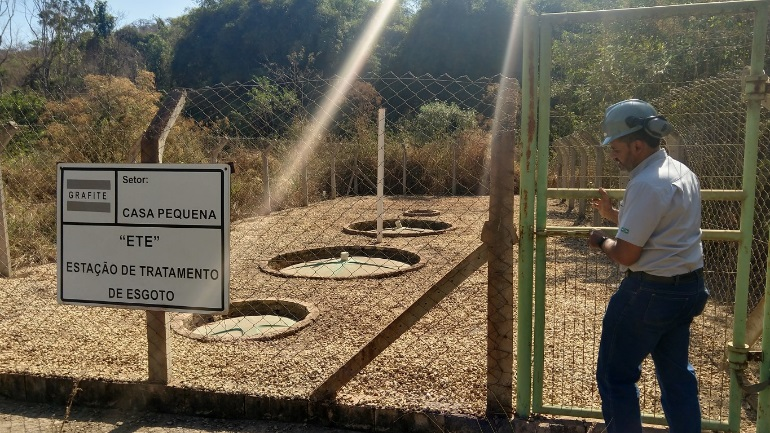 GRAFITE
Setor:
CASA PEQUENA
"ETE"
ESTAÇÃO DE TRATAMENTO
DE ESGOTO